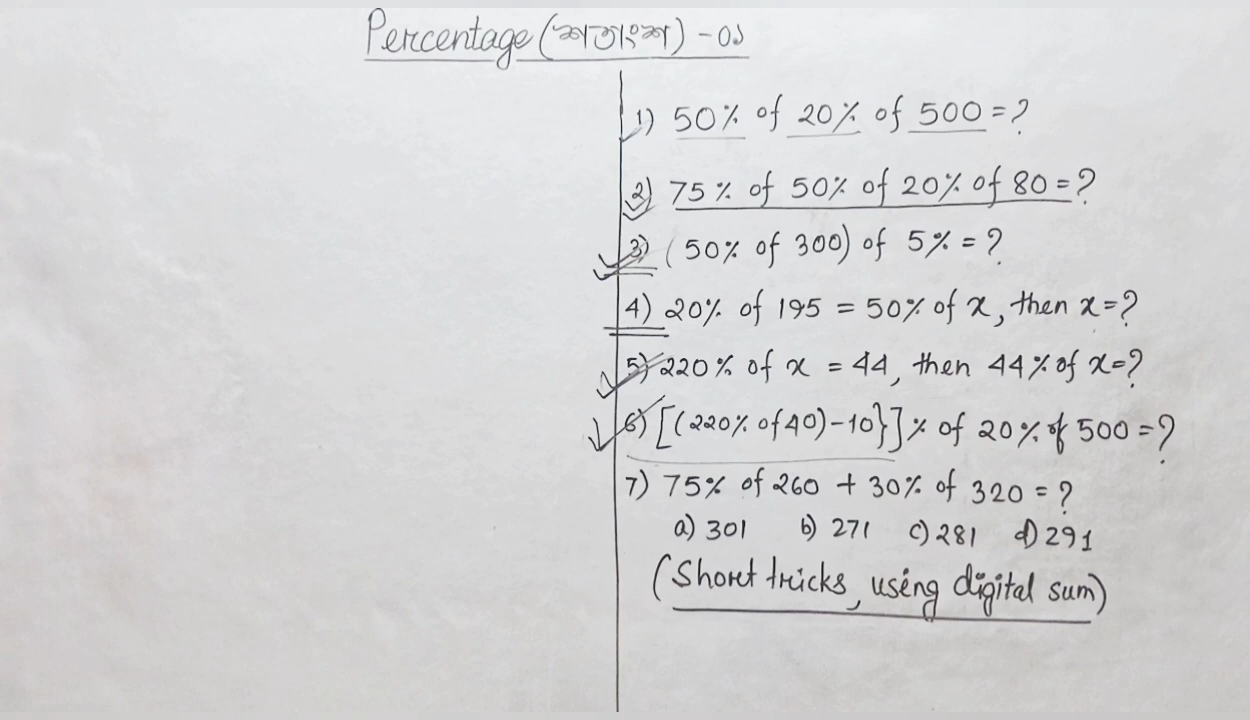 Percentage (শতাংশ) - 01
1) 50% of 20% of 500 = ?
2) 75% of 50% of 20% of 80 = ?
3) (50% of 300) of 5% = ?
4) 20% of 195 = 50% of x, then x = ?
5) 220% of x = 44, then 44% of x = ?
6) [(220% of 40) - 10}]% of 20% of 500 = ?
7) 75% of 260 + 30% of 320 = ?
a) 301 b) 271 c) 281 d) 291
(Short tricks, using digital sum)